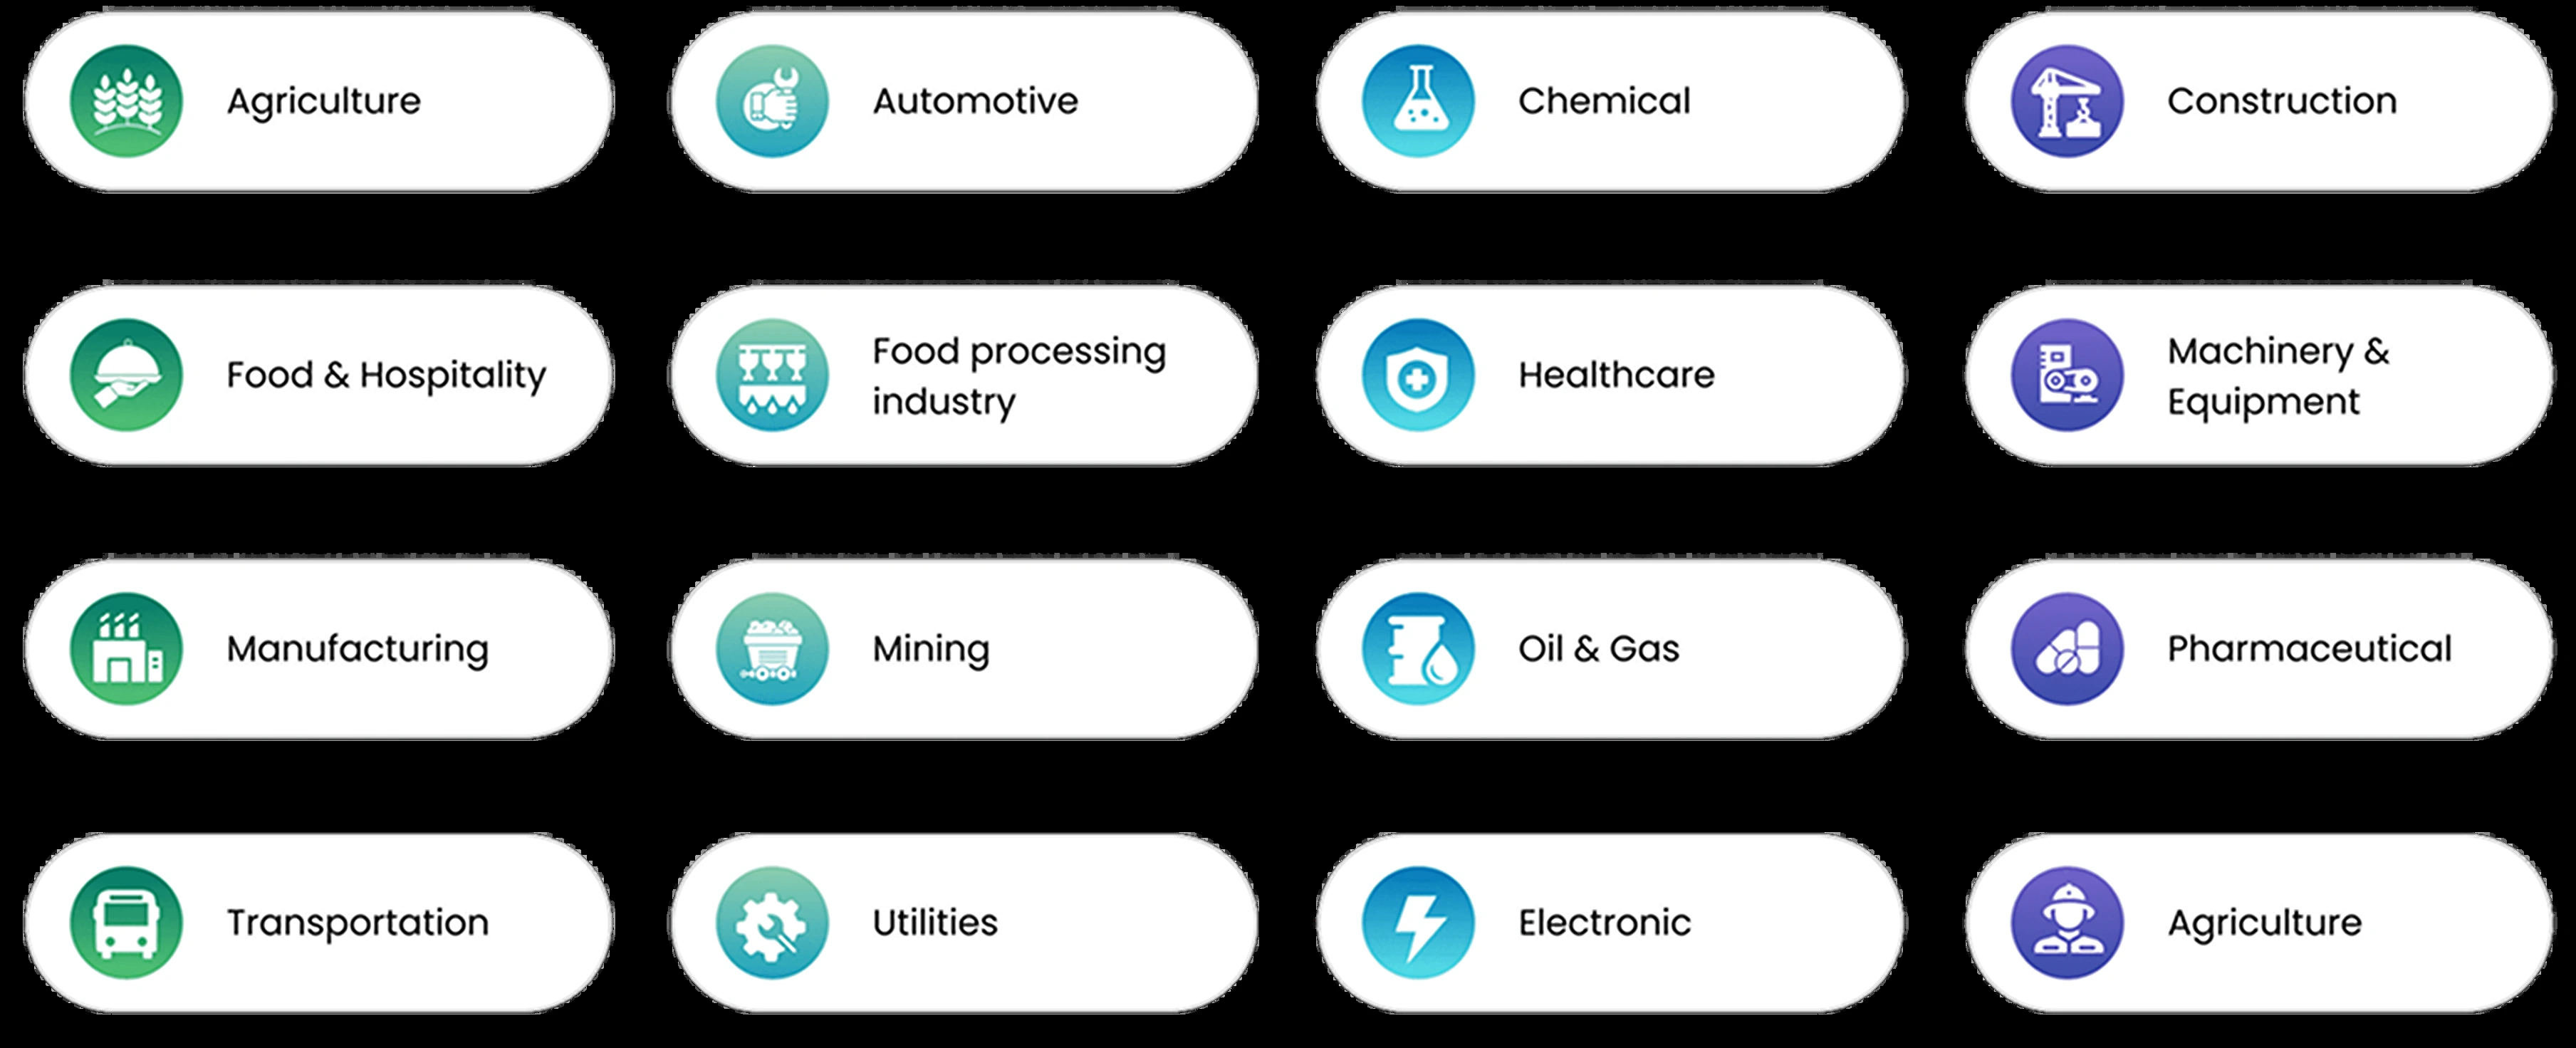 Agriculture
Automotive
Chemical
Construction
Food & Hospitality
Food processing
industry
Healthcare
Machinery &
Equipment
Manufacturing
Mining
Oil & Gas
Pharmaceutical
Transportation
Utilities
Electronic
Agriculture